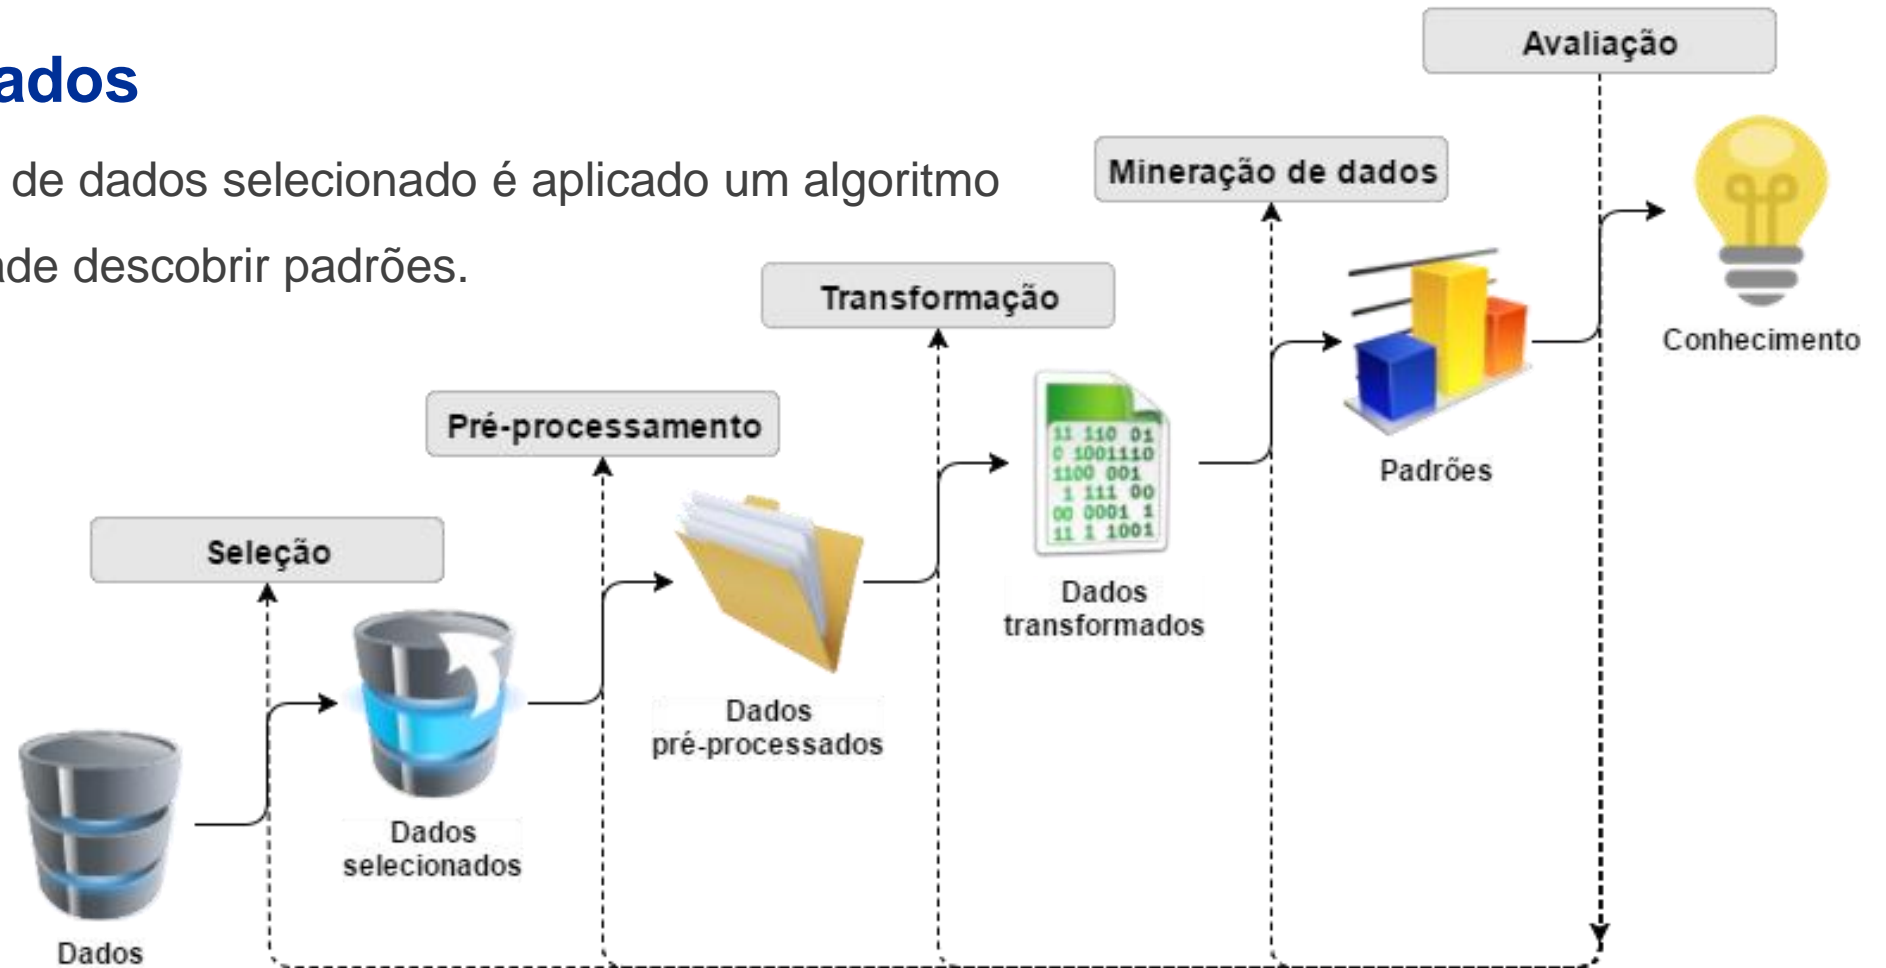 ados
de dados selecionado é aplicado um algoritmo
ade descobrir padrões.
Avaliação
Mineração de dados
Transformação
Pré-processamento
Seleção
Conhecimento
Padrões
11 110 01
0 1001110
1100 001
1 111 00
00 0001 1
11 1 1001
Dados
transformados
Dados
pré-processados
Dados
selecionados
Dados